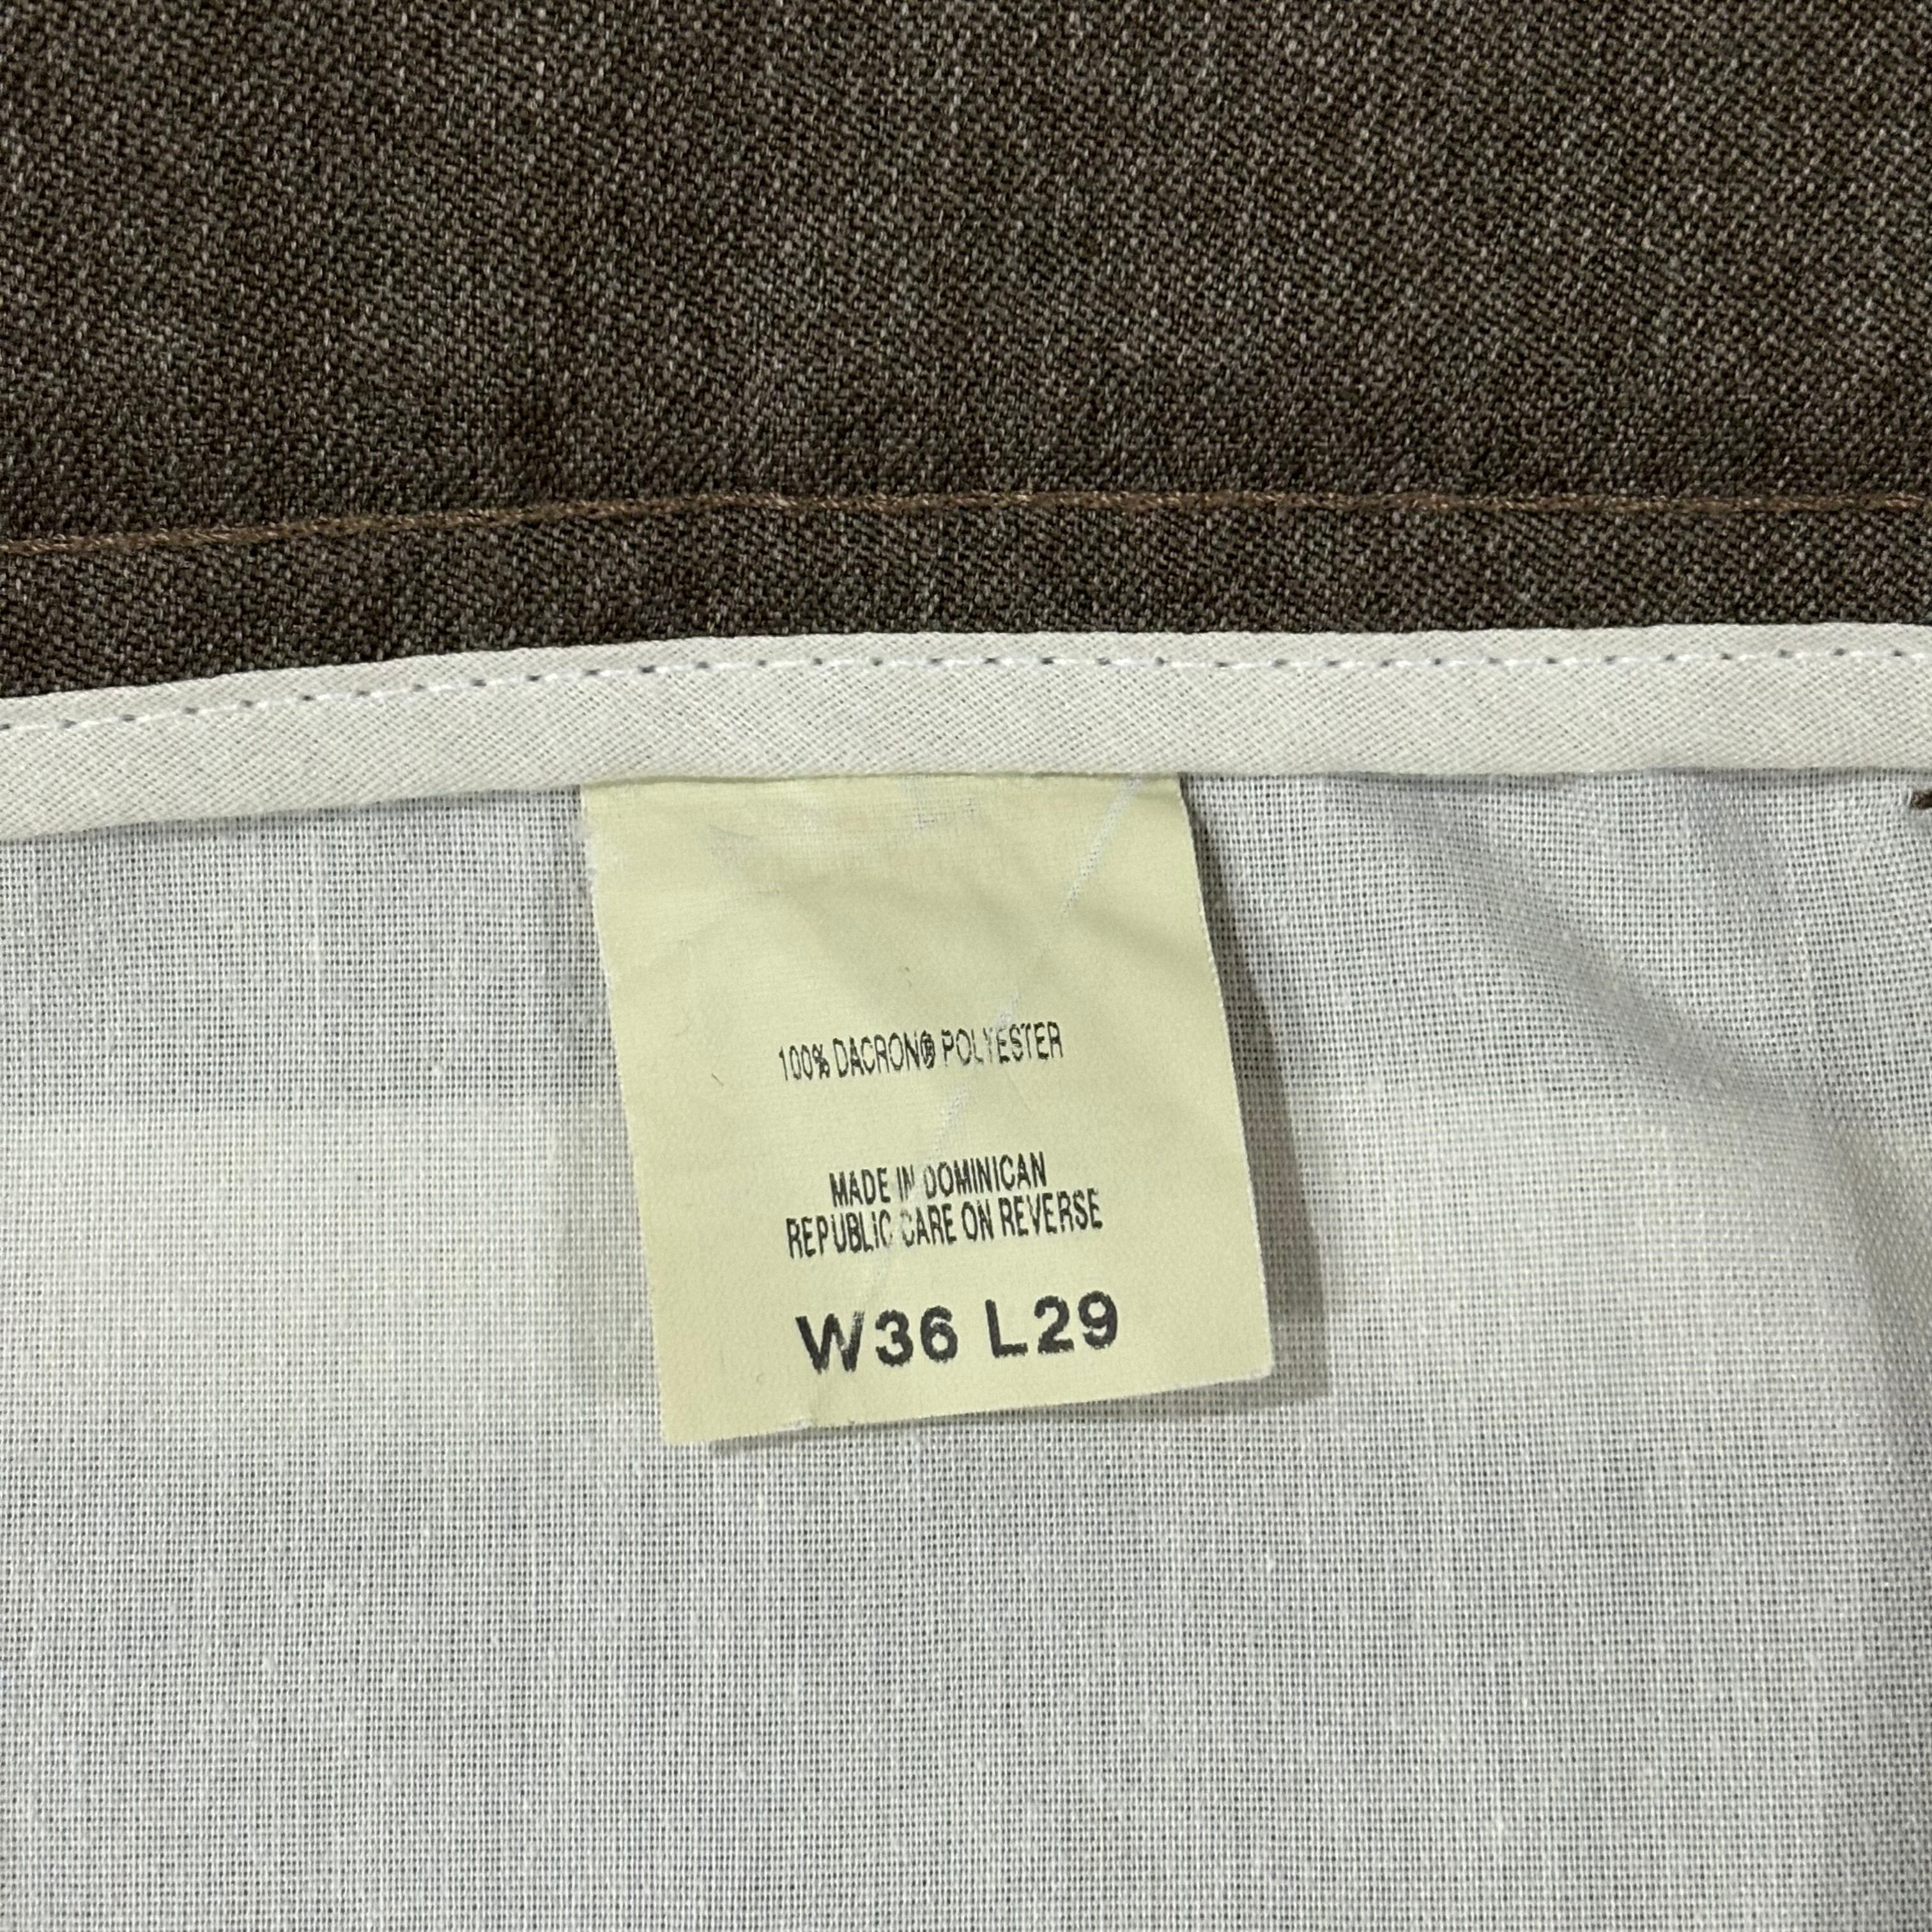 100% DACRON® POLYESTER
MADE IN DOMINICAN
REPUBLIC CARE ON REVERSE
W36 L29